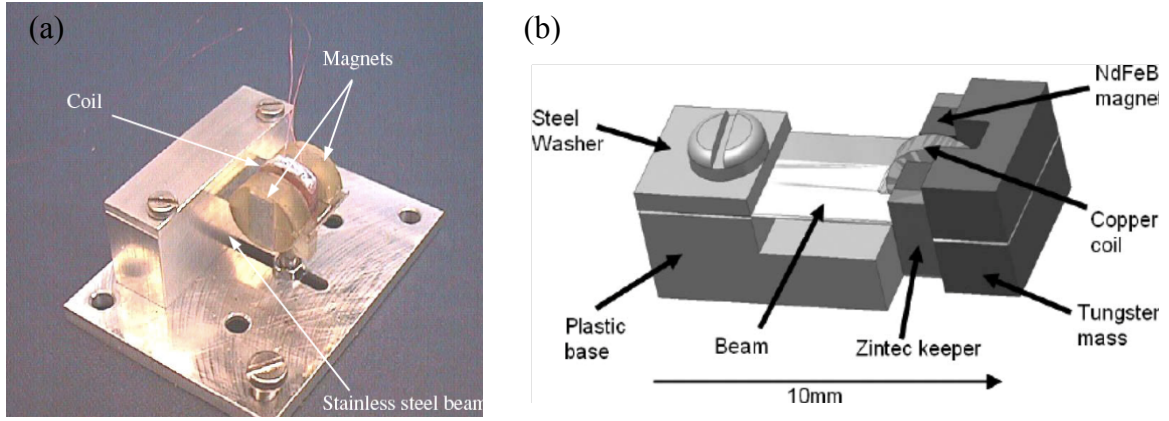 (a)
Magnets
Coil
Stainless steel beam
(b)
NdFeB
magnet
Steel
Washer
Copper
coil
Plastic
base
Beam
Zintec keeper
Tungsten
mass
10mm